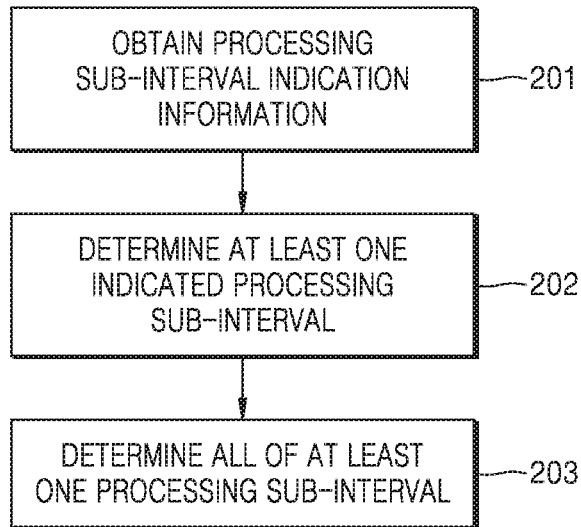 OBTAIN PROCESSING
SUB-INTERVAL INDICATION
INFORMATION
201
DETERMINE AT LEAST ONE
INDICATED PROCESSING
SUB-INTERVAL
202
DETERMINE ALL OF AT LEAST
ONE PROCESSING SUB-INTERVAL
203